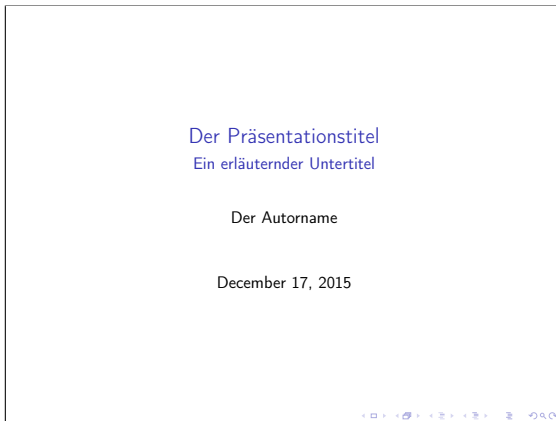 Der Präsentationstitel
Ein erläuternder Untertitel
Der Autorname
December 17, 2015